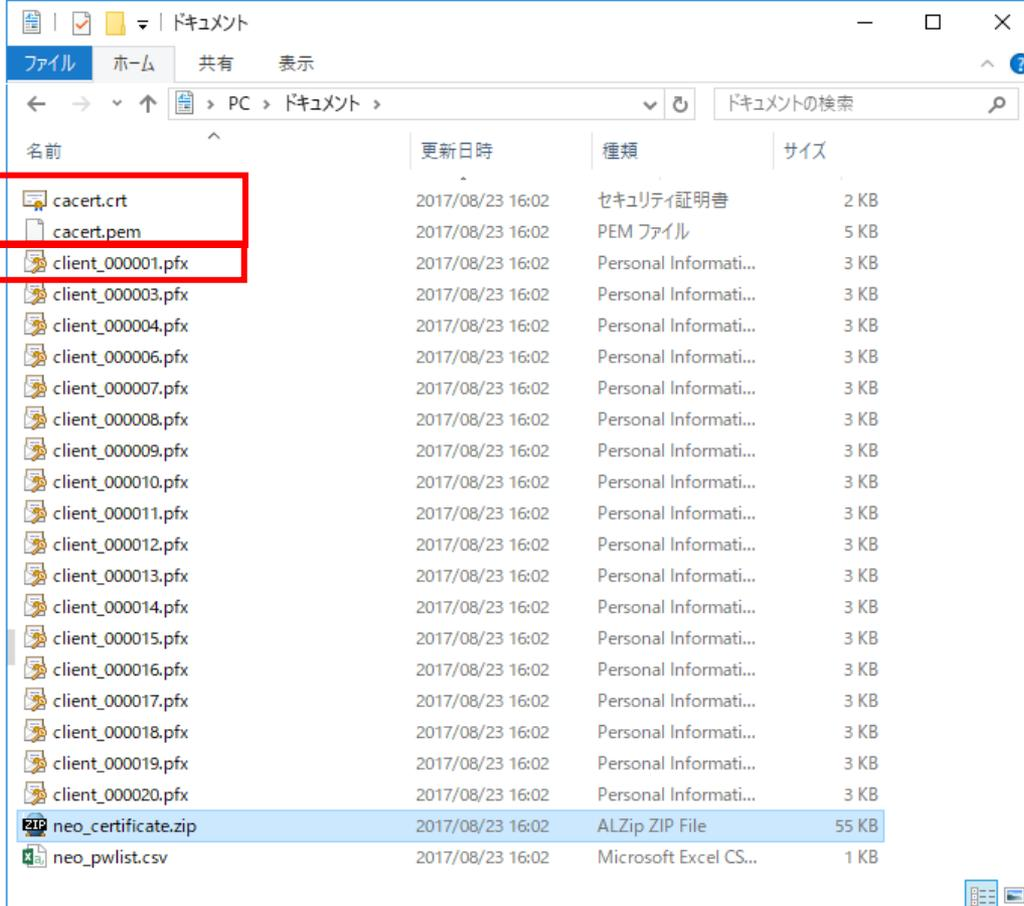 ドキュメント
ファイル ホーム 共有 表示 ?
PC ドキュメント ドキュメントの検索
名前 更新日時 種類 サイズ
cacert.crt 2017/08/23 16:02 セキュリティ証明書 2 KB
cacert.pem 2017/08/23 16:02 PEM ファイル 5 KB
client_000001.pfx 2017/08/23 16:02 Personal Informati... 3 KB
client_000003.pfx 2017/08/23 16:02 Personal Informati... 3 KB
client_000004.pfx 2017/08/23 16:02 Personal Informati... 3 KB
client_000006.pfx 2017/08/23 16:02 Personal Informati... 3 KB
client_000007.pfx 2017/08/23 16:02 Personal Informati... 3 KB
client_000008.pfx 2017/08/23 16:02 Personal Informati... 3 KB
client_000009.pfx 2017/08/23 16:02 Personal Informati... 3 KB
client_000010.pfx 2017/08/23 16:02 Personal Informati... 3 KB
client_000011.pfx 2017/08/23 16:02 Personal Informati... 3 KB
client_000012.pfx 2017/08/23 16:02 Personal Informati... 3 KB
client_000013.pfx 2017/08/23 16:02 Personal Informati... 3 KB
client_000014.pfx 2017/08/23 16:02 Personal Informati... 3 KB
client_000015.pfx 2017/08/23 16:02 Personal Informati... 3 KB
client_000016.pfx 2017/08/23 16:02 Personal Informati... 3 KB
client_000017.pfx 2017/08/23 16:02 Personal Informati... 3 KB
client_000018.pfx 2017/08/23 16:02 Personal Informati... 3 KB
client_000019.pfx 2017/08/23 16:02 Personal Informati... 3 KB
client_000020.pfx 2017/08/23 16:02 Personal Informati... 3 KB
ZIP neo_certificate.zip 2017/08/23 16:02 ALZip ZIP File 55 KB
neo_pwlist.csv 2017/08/23 16:02 Microsoft Excel CS... 1 KB